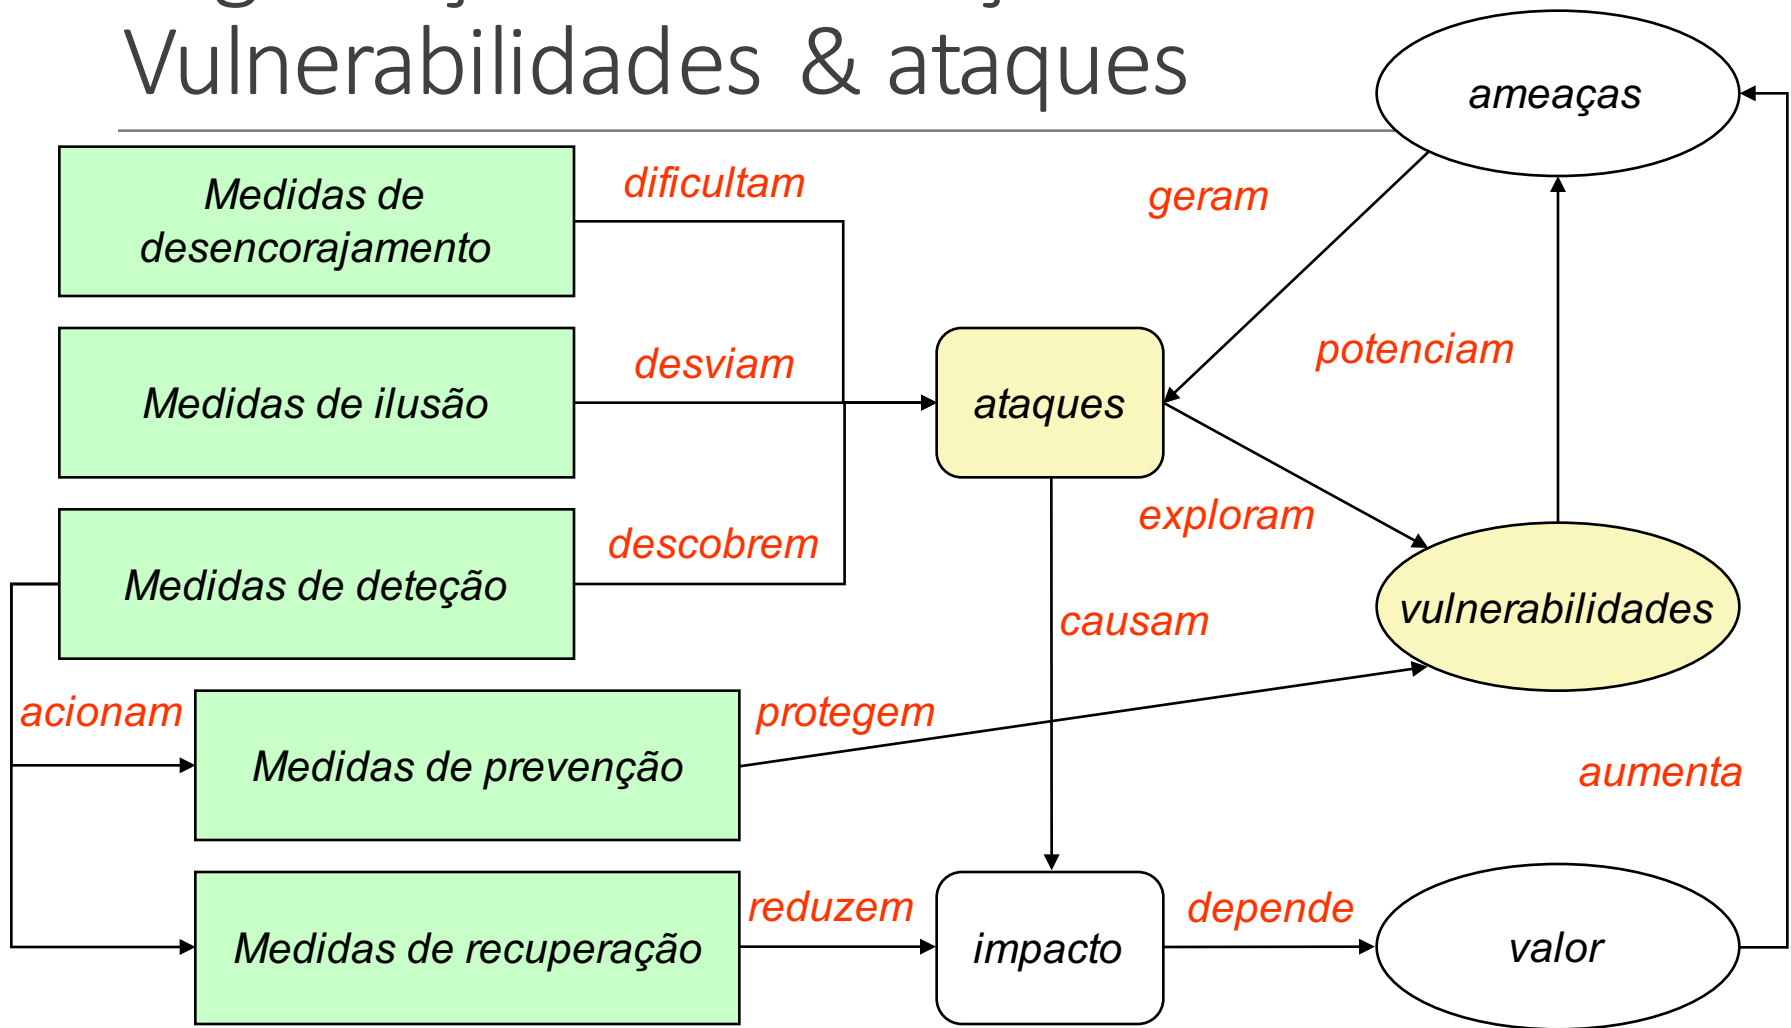 Vulnerabilidades & ataques
ameaças
Medidas de
desencorajamento
dificultam
geram
Medidas de ilusão
desviam
ataques
potenciam
Medidas de deteção
descobrem
exploram
vulnerabilidades
causam
acionam
Medidas de prevenção
protegem
aumenta
Medidas de recuperação
reduzem
impacto
depende
valor